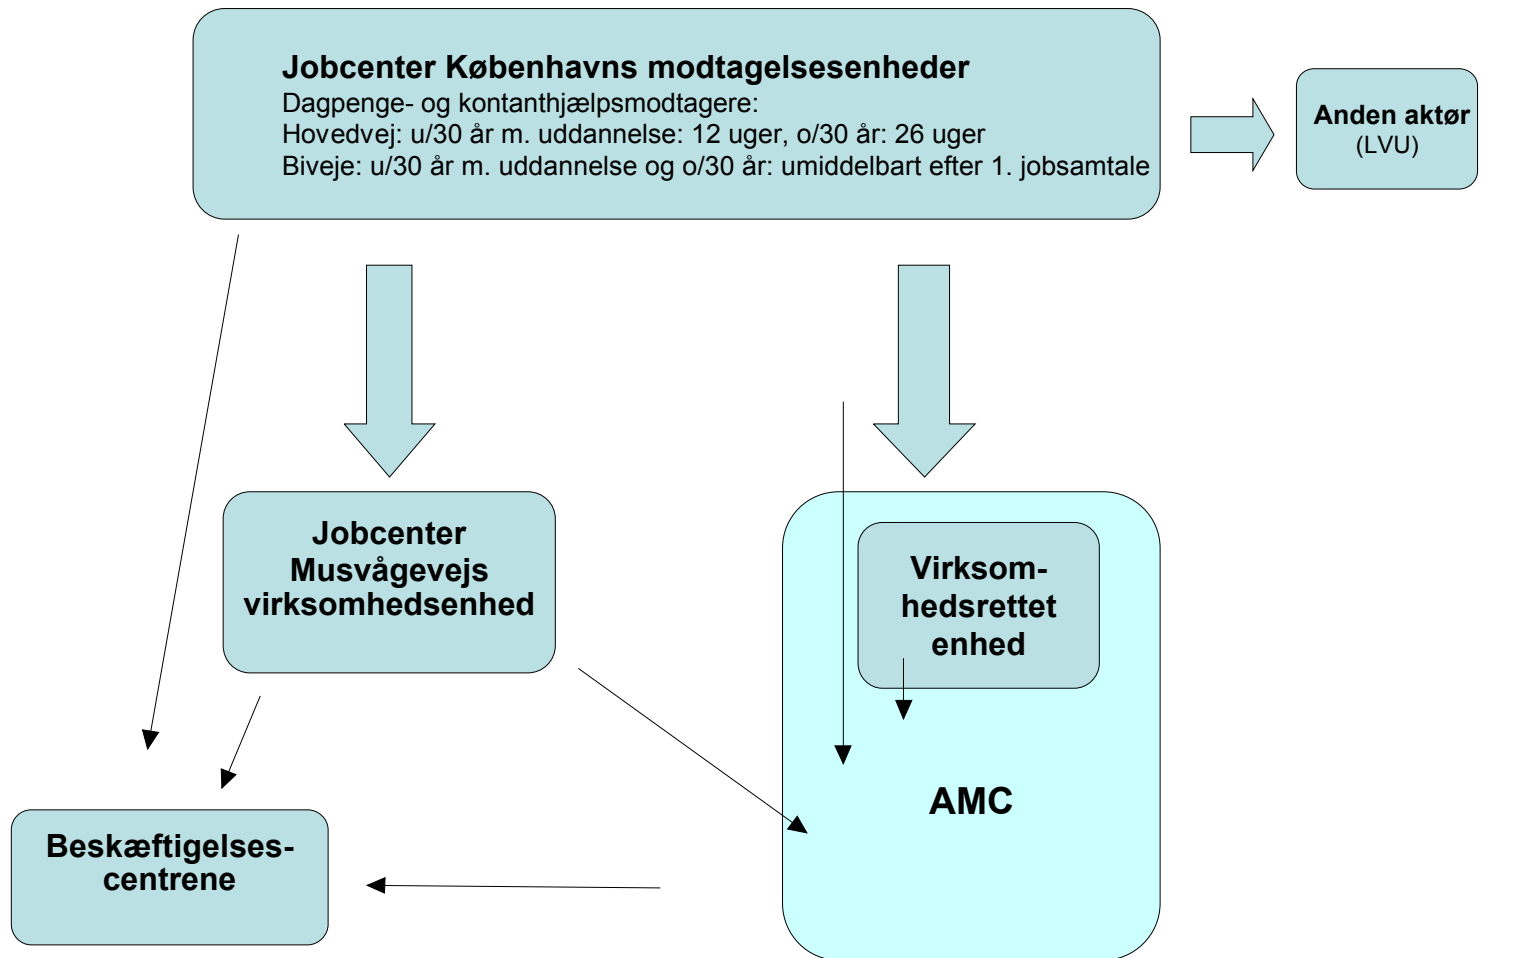 Jobcenter Københavns modtagelsesenheder
Dagpenge- og kontanthjælpsmodtagere:
Hovedvej: u/30 år m. uddannelse: 12 uger, o/30 år: 26 uger
Biveje: u/30 år m. uddannelse og o/30 år: umiddelbart efter 1. jobsamtale
Anden aktør
(LVU)
Jobcenter
Musvågevejs
virksomhedsenhed
Virksom-
hedsrettet
enhed
AMC
Beskæftigelses-
centrene